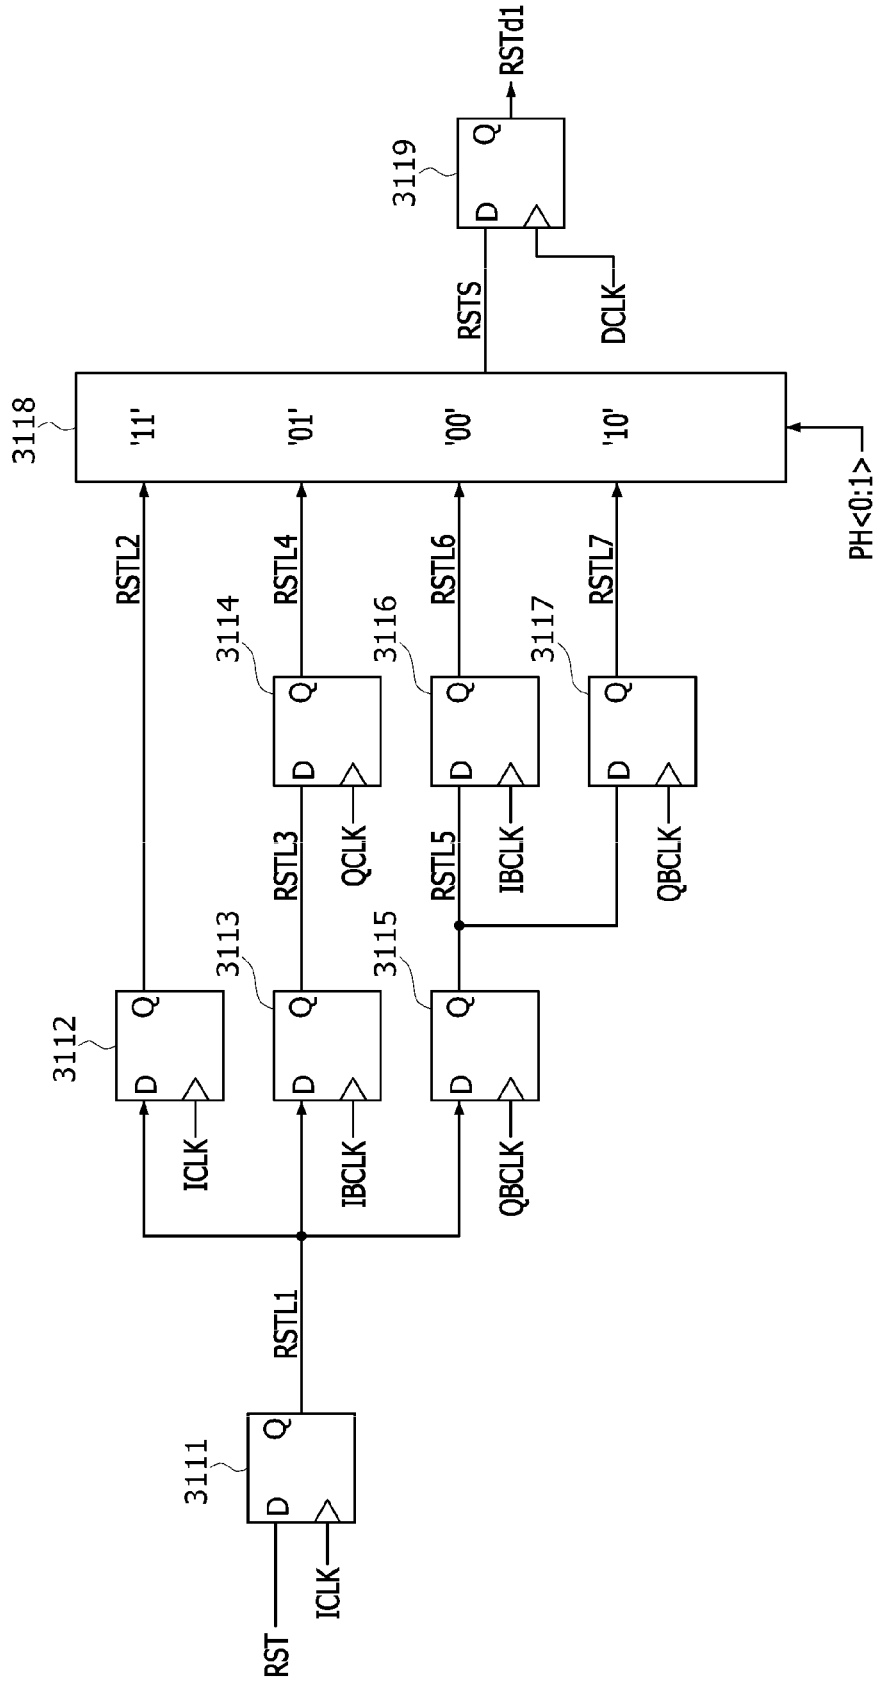 RST
ICLK
3111
D
Q
RSTL1
3112
D
Q
ICLK
RSTL2
3113
D
Q
IBCLK
RSTL3
3114
D
Q
QCLK
RSTL4
3115
D
Q
QBCLK
RSTL5
3116
D
Q
IBCLK
RSTL6
3117
D
Q
QBCLK
RSTL7
3118
'11'
'01'
'00'
'10'
PH<0:1>
RSTS
3119
D
Q
DCLK
RSTd1